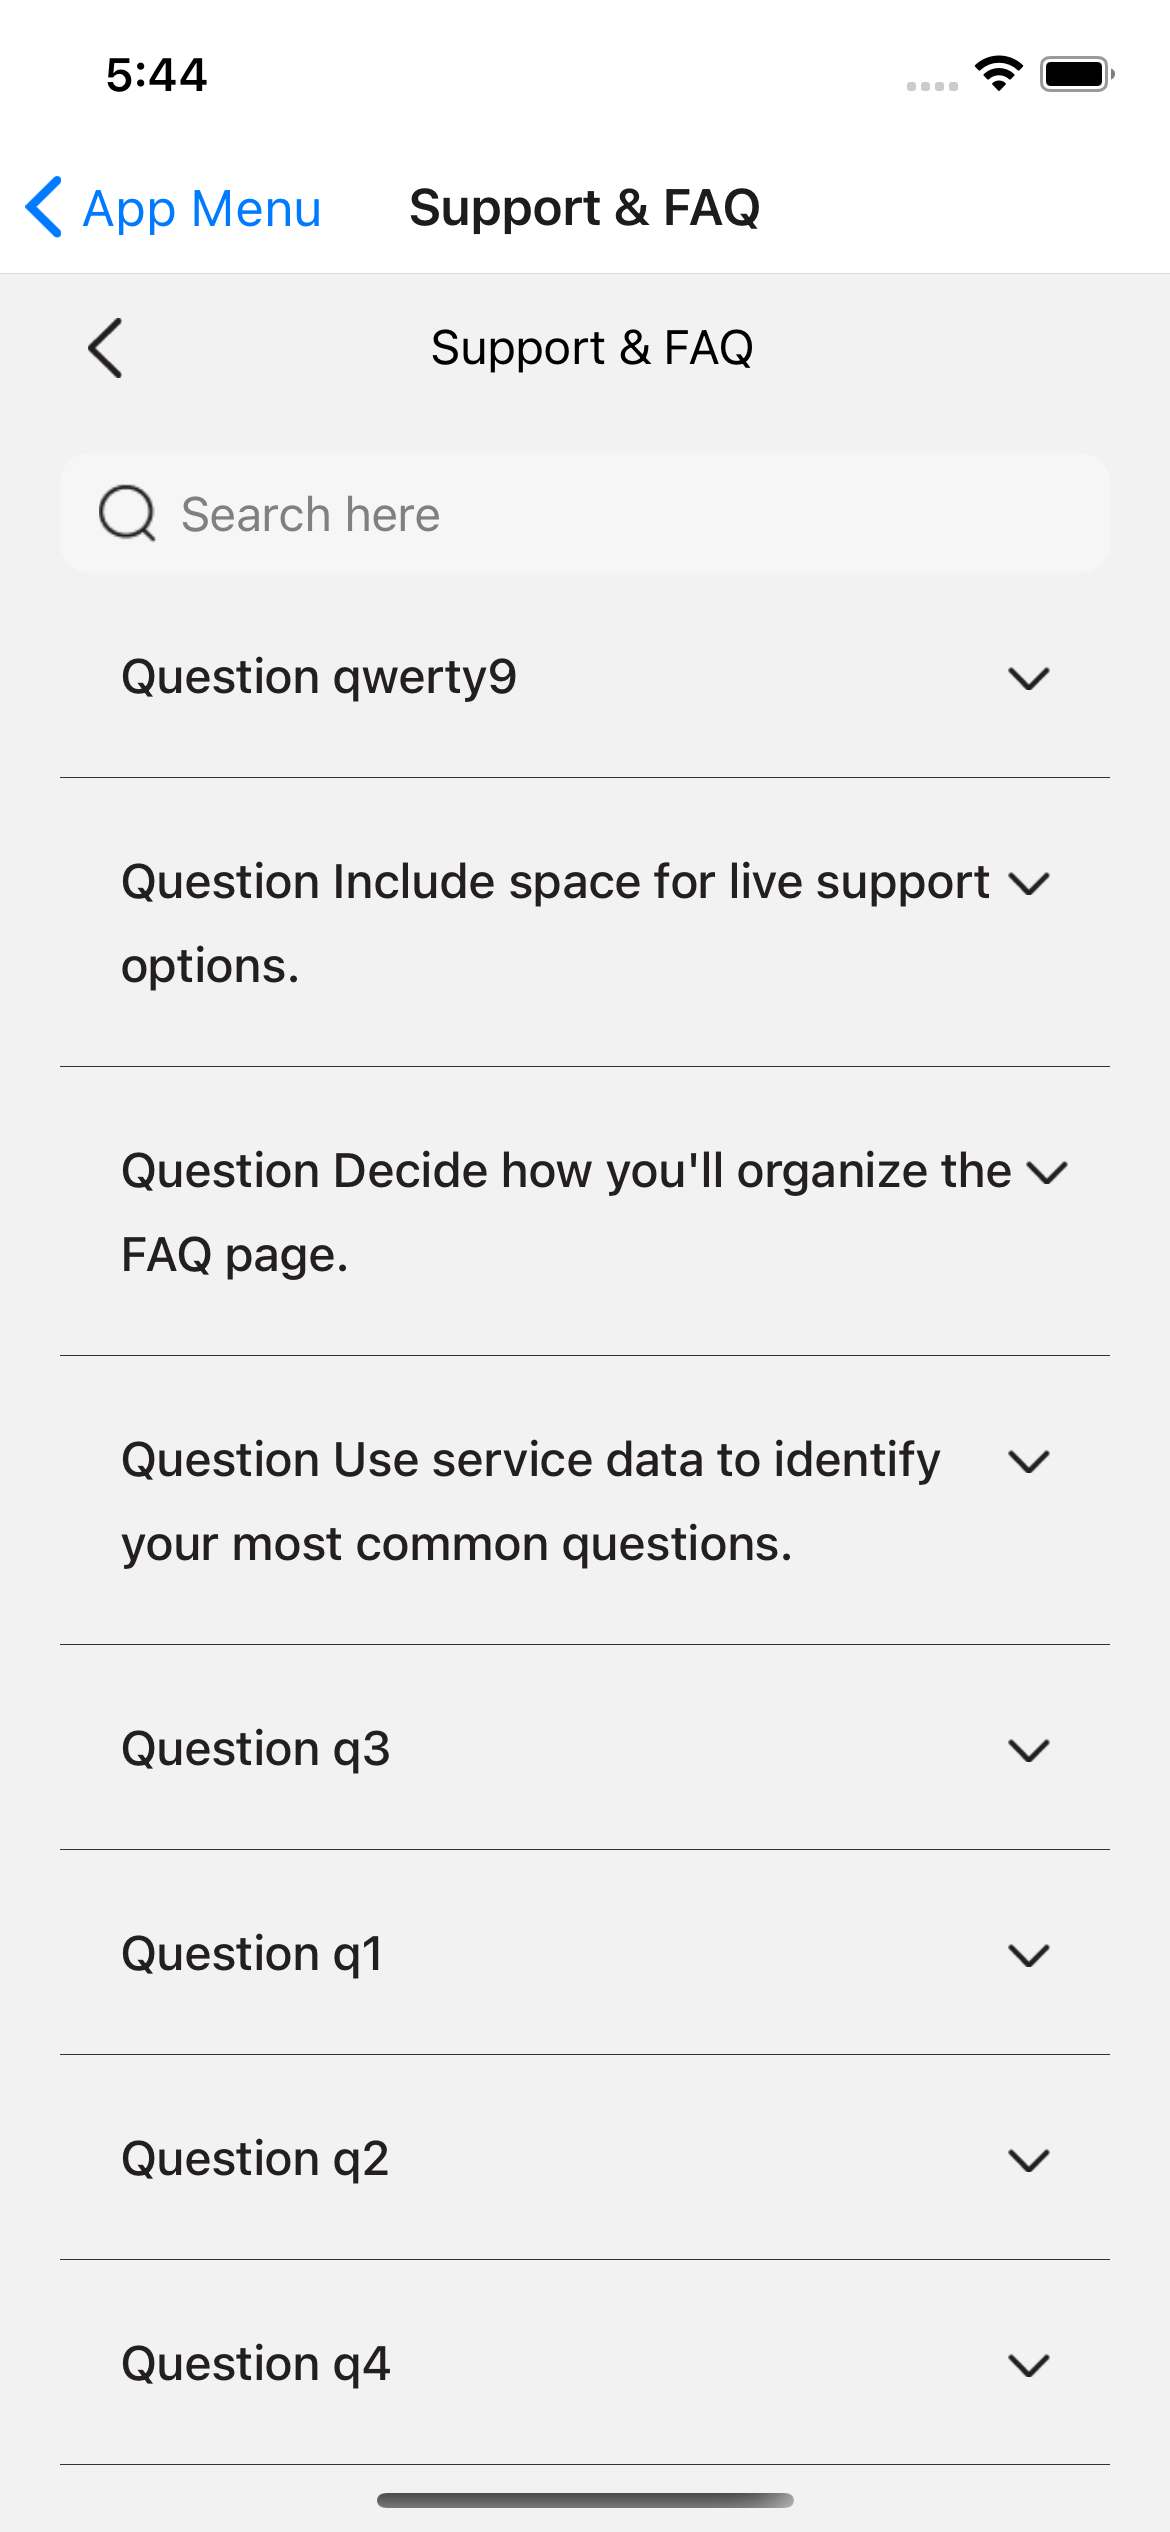 5:44
App Menu
Support & FAQ
Support & FAQ
Search here
Question qwerty9
Question Include space for live support
options.
Question Decide how you'll organize the
FAQ page.
Question Use service data to identify
your most common questions.
Question q3
Question q1
Question q2
Question q4